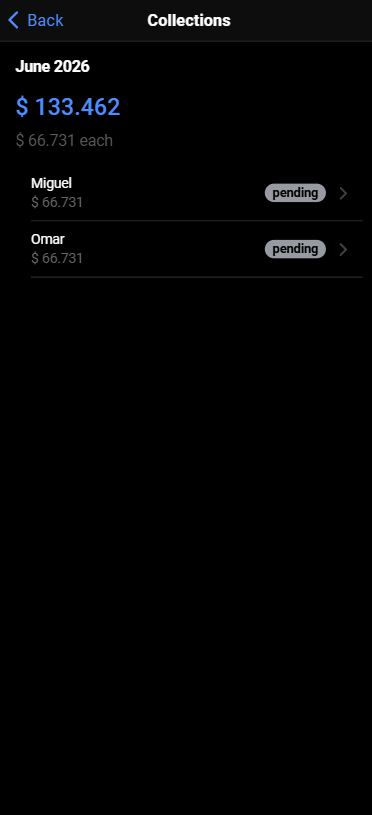 Back
Collections
June 2026
$ 133.462
$ 66.731 each
Miguel
$ 66.731
pending
Omar
$ 66.731
pending